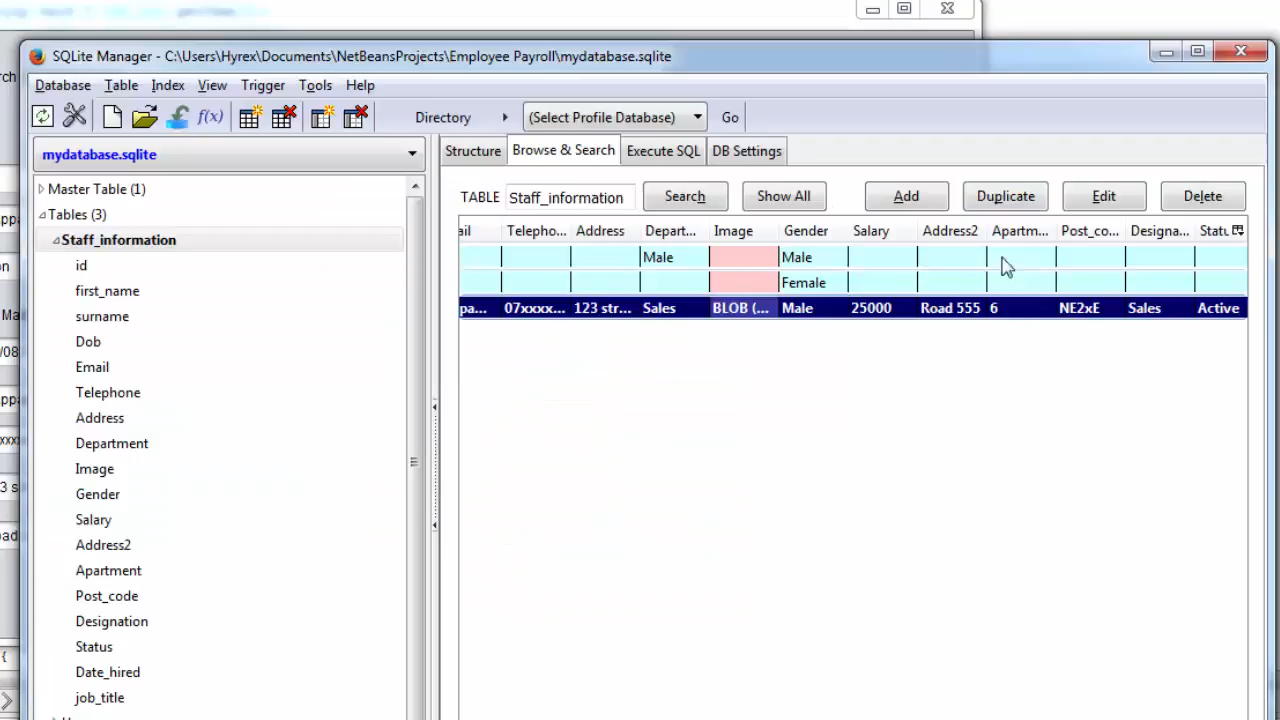 SQLite Manager - C:\Users\Hyrex\Documents\NetBeansProjects\Employee Payroll\mydatabase.sqlite
Database Table Index View Trigger Tools Help
f(x) Directory (Select Profile Database) Go
mydatabase.sqlite
Structure Browse & Search Execute SQL DB Settings
Master Table (1)
Tables (3)
Staff_information
id
first_name
surname
Dob
Email
Telephone
Address
Department
Image
Gender
Salary
Address2
Apartment
Post_code
Designation
Status
Date_hired
job_title
TABLE Staff_information Search Show All Add Duplicate Edit Delete
ail Telepho... Address Depart... Image Gender Salary Address2 Apartm... Post_co... Designa... Statu
Male Male
Female
pa... 07xxxx... 123 str... Sales BLOB (... Male 25000 Road 555 6 NE2xE Sales Active